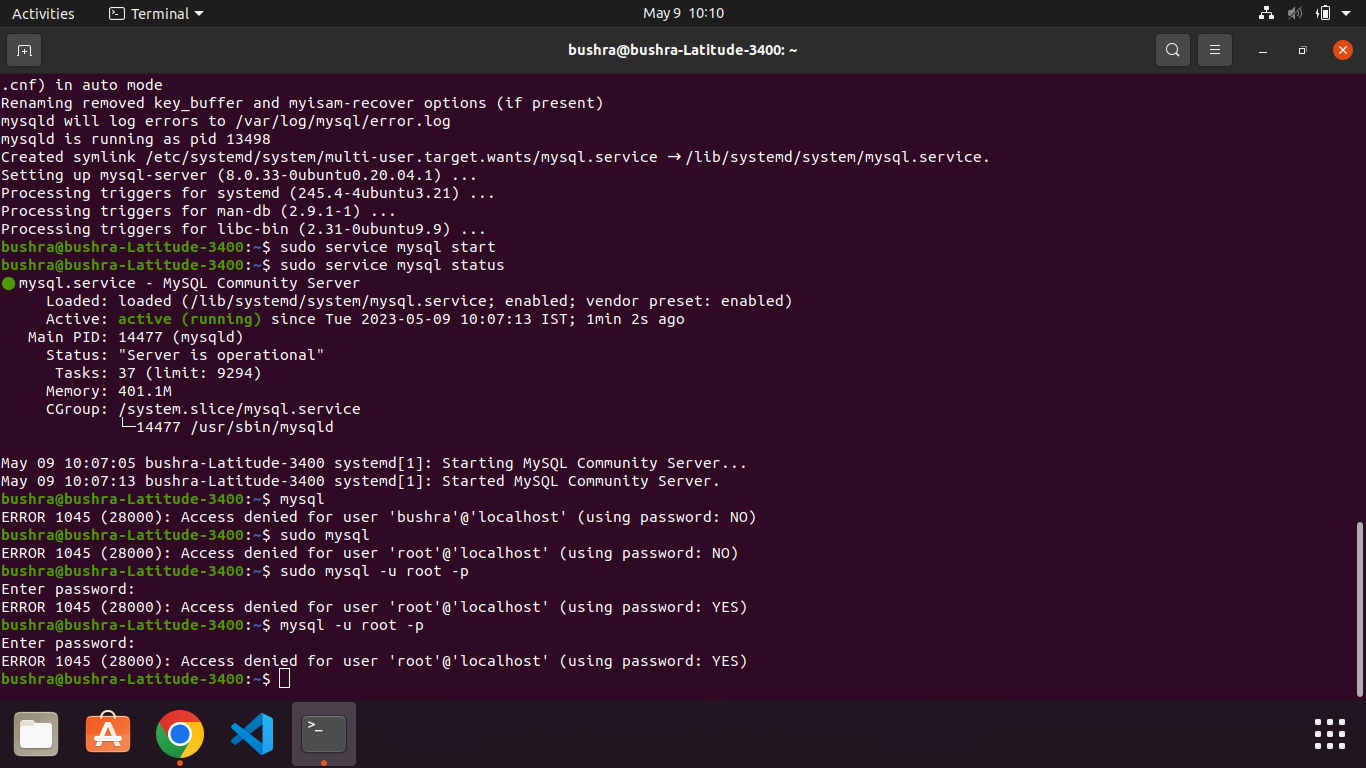 Activities Terminal May 9 10:10
bushra@bushra-Latitude-3400: ~
.cnf) in auto mode
Renaming removed key_buffer and myisam-recover options (if present)
mysqld will log errors to /var/log/mysql/error.log
mysqld is running as pid 13498
Created symlink /etc/systemd/system/multi-user.target.wants/mysql.service → /lib/systemd/system/mysql.service.
Setting up mysql-server (8.0.33-0ubuntu0.20.04.1) ...
Processing triggers for systemd (245.4-4ubuntu3.21) ...
Processing triggers for man-db (2.9.1-1) ...
Processing triggers for libc-bin (2.31-0ubuntu9.9) ...
bushra@bushra-Latitude-3400:~$ sudo service mysql start
bushra@bushra-Latitude-3400:~$ sudo service mysql status
● mysql.service - MySQL Community Server
     Loaded: loaded (/lib/systemd/system/mysql.service; enabled; vendor preset: enabled)
     Active: active (running) since Tue 2023-05-09 10:07:13 IST; 1min 2s ago
   Main PID: 14477 (mysqld)
     Status: "Server is operational"
      Tasks: 37 (limit: 9294)
     Memory: 401.1M
     CGroup: /system.slice/mysql.service
             └─14477 /usr/sbin/mysqld
May 09 10:07:05 bushra-Latitude-3400 systemd[1]: Starting MySQL Community Server...
May 09 10:07:13 bushra-Latitude-3400 systemd[1]: Started MySQL Community Server.
bushra@bushra-Latitude-3400:~$ mysql
ERROR 1045 (28000): Access denied for user 'bushra'@'localhost' (using password: NO)
bushra@bushra-Latitude-3400:~$ sudo mysql
ERROR 1045 (28000): Access denied for user 'root'@'localhost' (using password: NO)
bushra@bushra-Latitude-3400:~$ sudo mysql -u root -p
Enter password:
ERROR 1045 (28000): Access denied for user 'root'@'localhost' (using password: YES)
bushra@bushra-Latitude-3400:~$ mysql -u root -p
Enter password:
ERROR 1045 (28000): Access denied for user 'root'@'localhost' (using password: YES)
bushra@bushra-Latitude-3400:~$